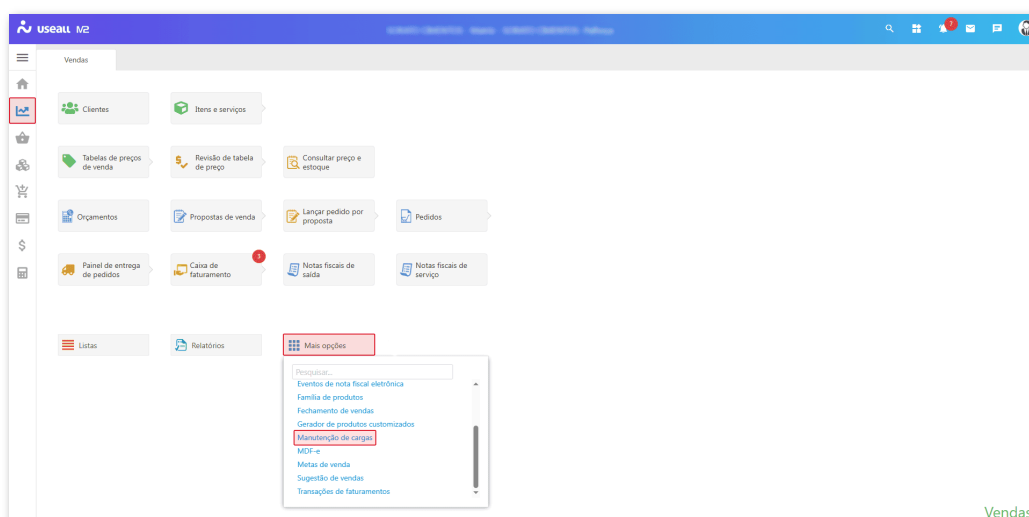 useall M2
7
Vendas
Clientes
Itens e serviços
Tabelas de preços
de venda
Revisão de tabela
de preço
Consultar preço e
estoque
Orçamentos
Propostas de venda
Lançar pedido por
proposta
Pedidos
Painel de entrega
de pedidos
Caixa de
faturamento
3
Notas fiscais de
saída
Notas fiscais de
serviço
Listas
Relatórios
Mais opções
Pesquisar...
Eventos de nota fiscal eletrônica
Família de produtos
Fechamento de vendas
Gerador de produtos customizados
Manutenção de cargas
MDF-e
Metas de venda
Sugestão de vendas
Transações de faturamentos
Vendas